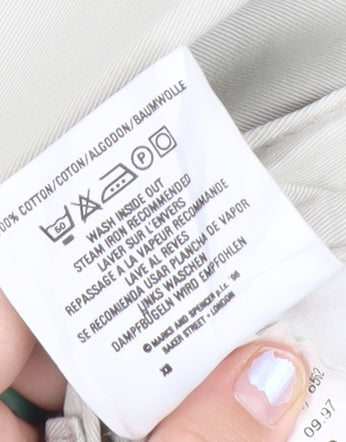 100% COTTON/COTON/ALGODON/BAUMWOLLE
50 P
WASH INSIDE OUT
STEAM IRON RECOMMENDED
LAVER SUR L'ENVERS
REPASSAGE A LA VAPEUR RECOMMANDE
LAVE AL REVES
SE RECOMIENDA USAR PLANCHA DE VAPOR
LINKS WASCHEN
DAMPFBÜGELN WIRD EMPFOHLEN
© MARKS AND SPENCER p.l.c. '96
BAKER STREET - LONDON
09.97